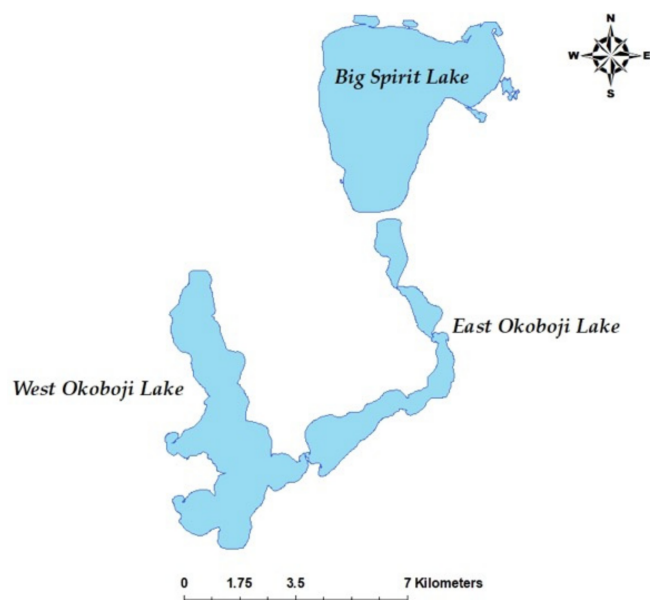 N
W E
S
Big Spirit Lake
East Okoboji Lake
West Okoboji Lake
0 1.75 3.5 7 Kilometers